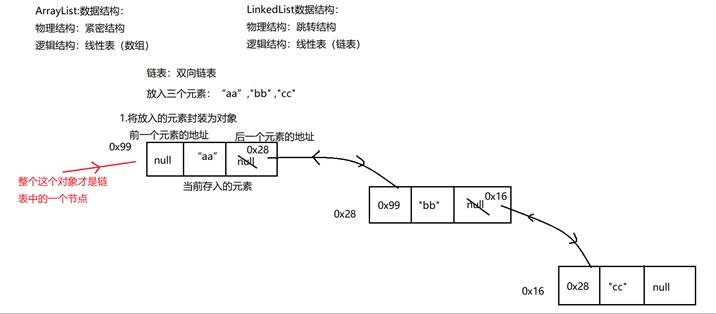 ArrayList:数据结构:
物理结构：紧密结构
逻辑结构：线性表（数组）
LinkedList数据结构:
物理结构：跳转结构
逻辑结构：线性表（链表）
链表：双向链表
放入三个元素：“aa”,"bb" ,"cc"
1.将放入的元素封装为对象
前一个元素的地址
后一个元素的地址
0x99
null
“aa”
0x28
null
当前存入的元素
整个这个对象才是链
表中的一个节点
0x28
0x99
"bb"
null
0x16
0x16
0x28
"cc"
null